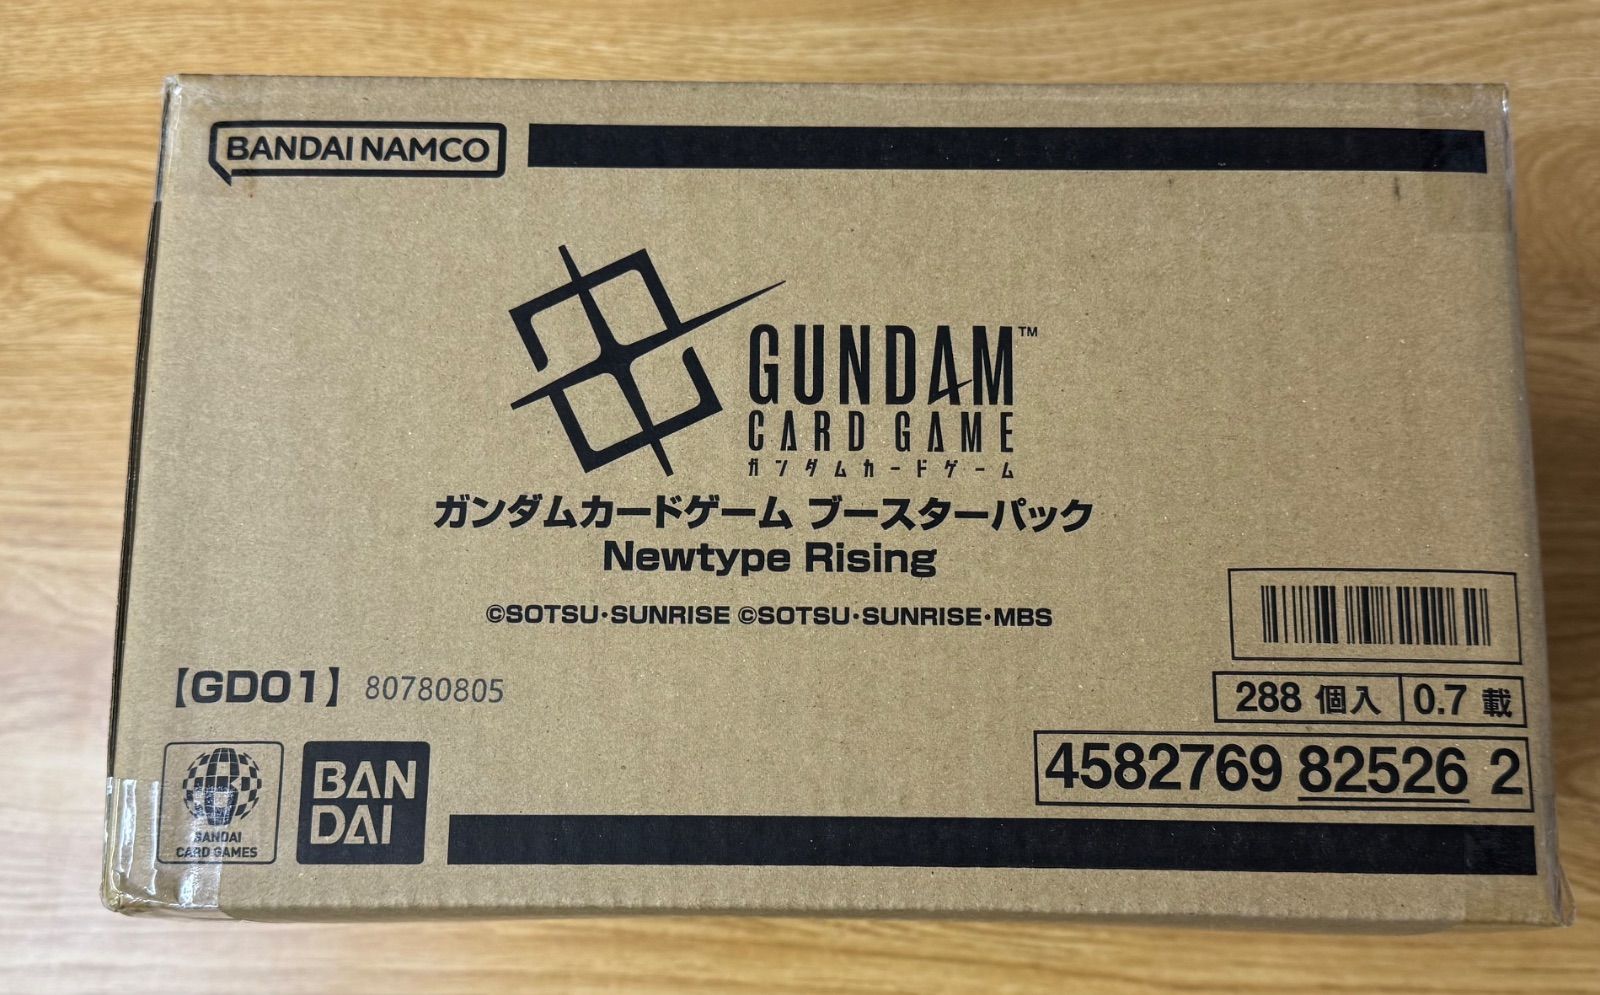 BANDAI NAMCO
GUNDAM™
CARD GAME
ガンダムカードゲーム
ガンダムカードゲーム ブースターパック
Newtype Rising
©SOTSU・SUNRISE ©SOTSU・SUNRISE・MBS
【GD01】 80780805
288 個入 0.7 載
4582769 82526 2
BANDAI
CARD GAMES
BAN
DAI